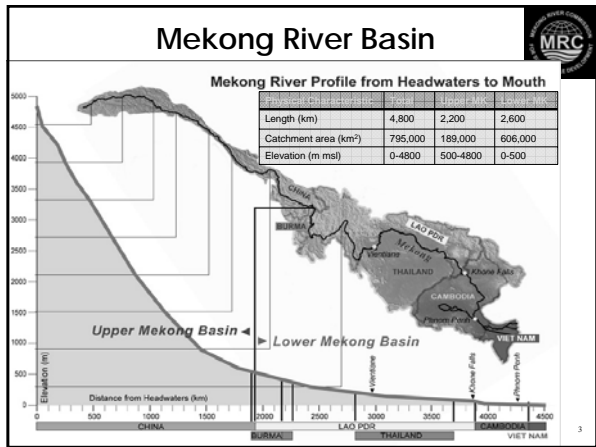 Mekong River Basin
MRC
Mekong River Profile from Headwaters to Mouth
Physical Characteristic Total Upper MK Lower MK
Length (km) 4,800 2,200 2,600
Catchment area (km²) 795,000 189,000 606,000
Elevation (m msl) 0-4800 500-4800 0-500
5000
4500
4000
3500
3000
2500
2000
1500
1000
500
0
Elevation (m)
CHINA
BURMA
LAO PDR
Mekong
Vientiane
THAILAND
Khone Falls
CAMBODIA
Phnom Penh
VIET NAM
Upper Mekong Basin
Lower Mekong Basin
Vientiane
Khone Falls
Phnom Penh
Distance from Headwaters (km)
0 500 1000 1500 2000 2500 3000 3500 4000 4500
CHINA LAO PDR CAMBODIA
BURMA THAILAND VIET NAM
3